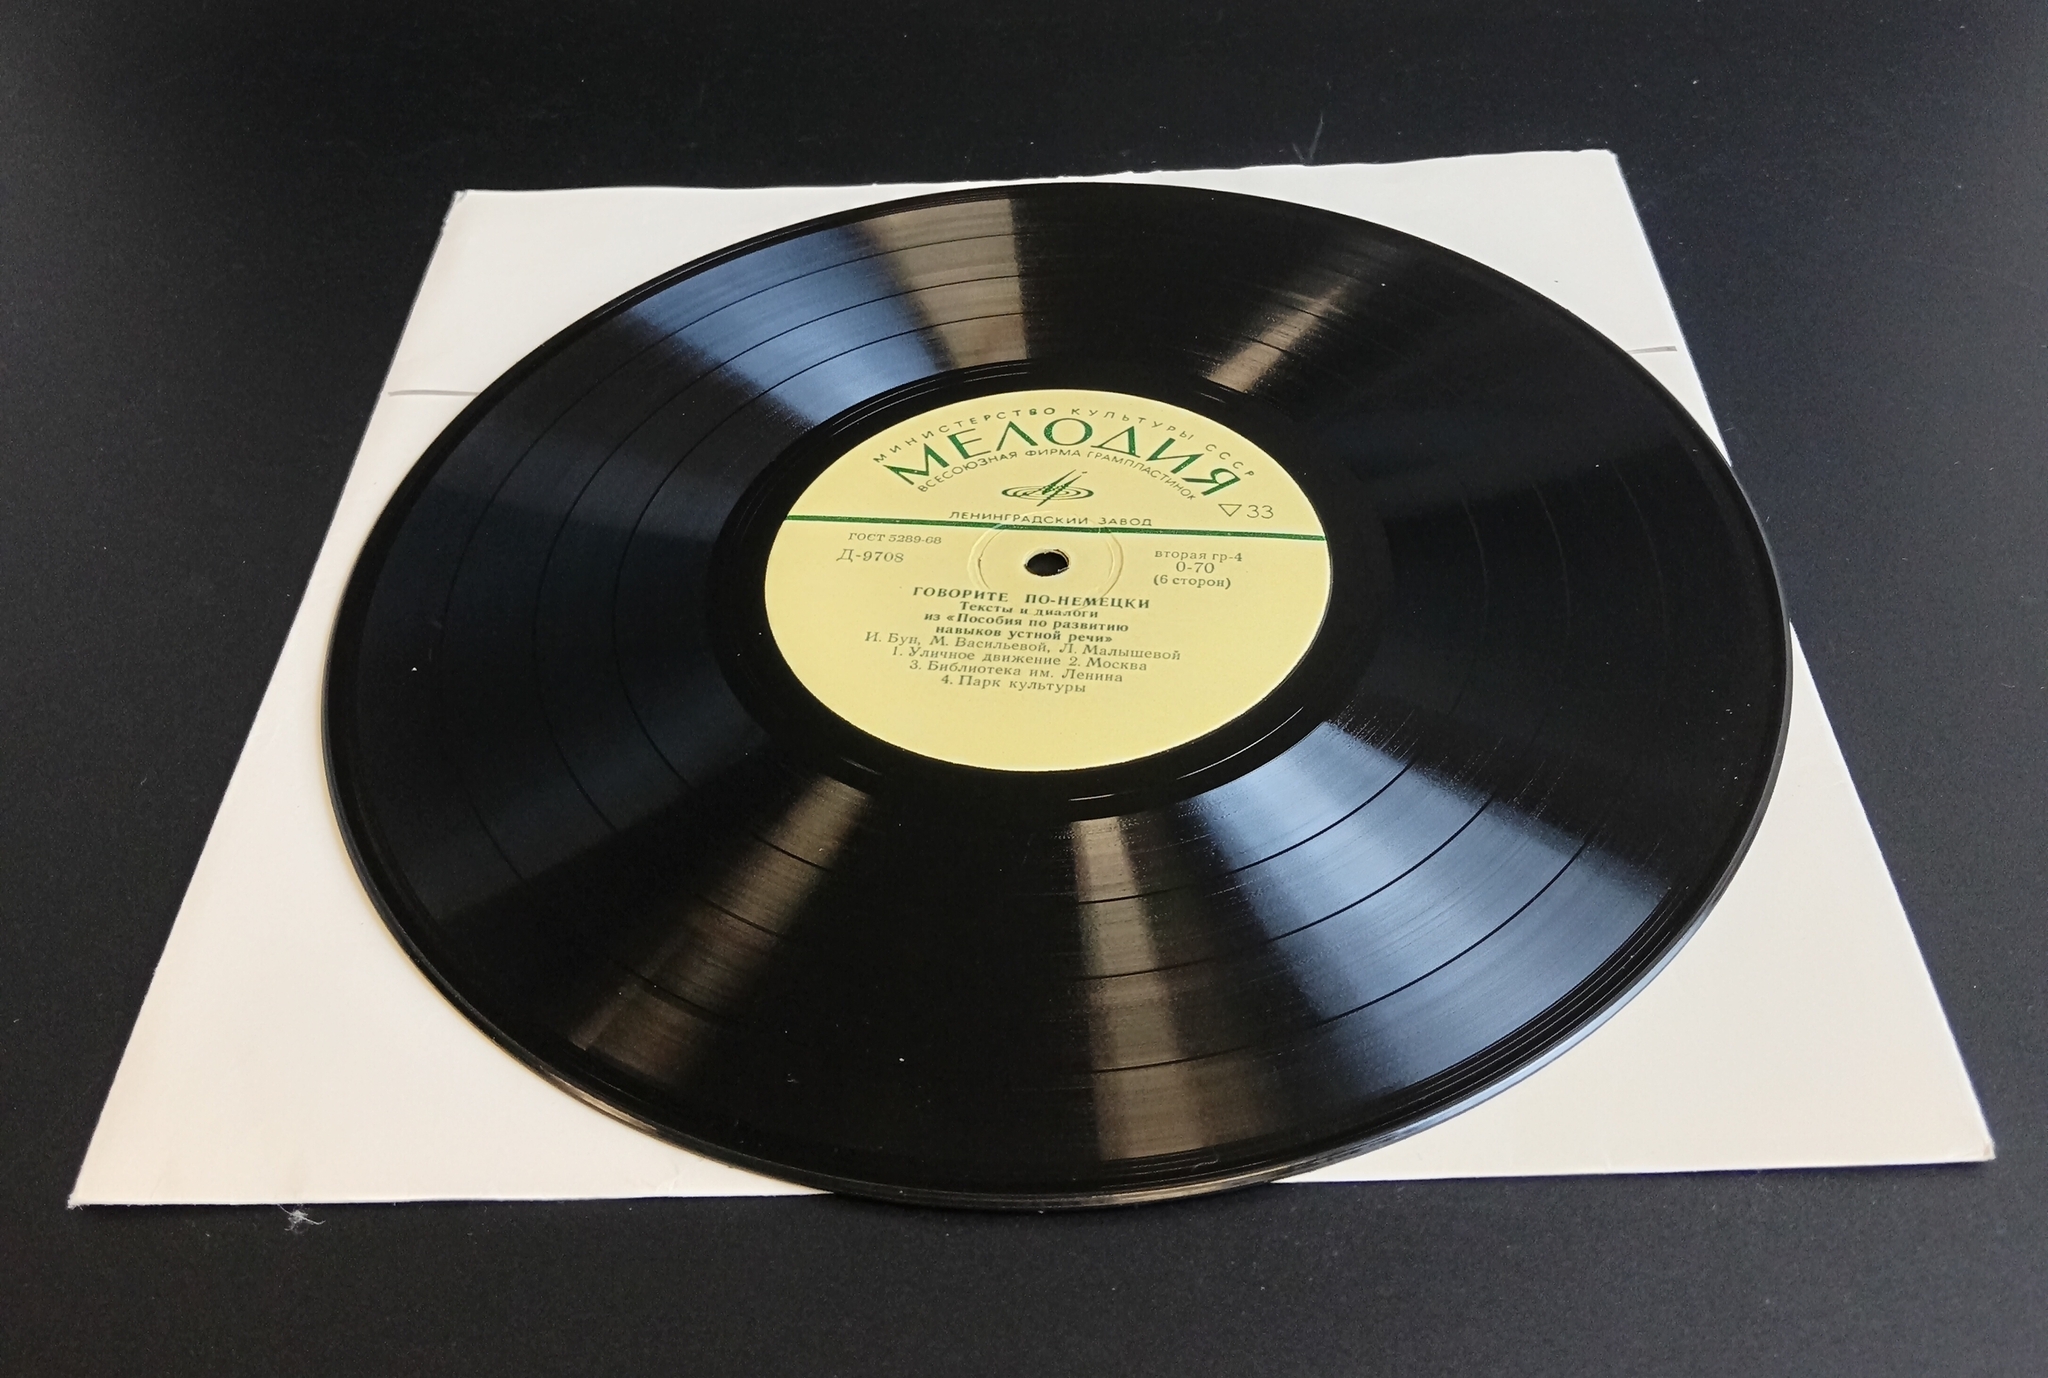 МИНИСТЕРСТВО КУЛЬТУРЫ СССР
МЕЛОДИЯ
ВСЕСОЮЗНАЯ ФИРМА ГРАМПЛАСТИНОК
ЛЕНИНГРАДСКИЙ ЗАВОД
▽33
ГОСТ 5289-68
Д-9708
вторая гр-4
0-70
(6 сторон)
ГОВОРИТЕ ПО-НЕМЕЦКИ
Тексты и диалоги
из «Пособия по развитию
навыков устной речи»
И. Був, М. Васильевой, Л. Малышевой
1. Уличное движение 2. Москва
3. Библиотека им. Ленина
4. Парк культуры